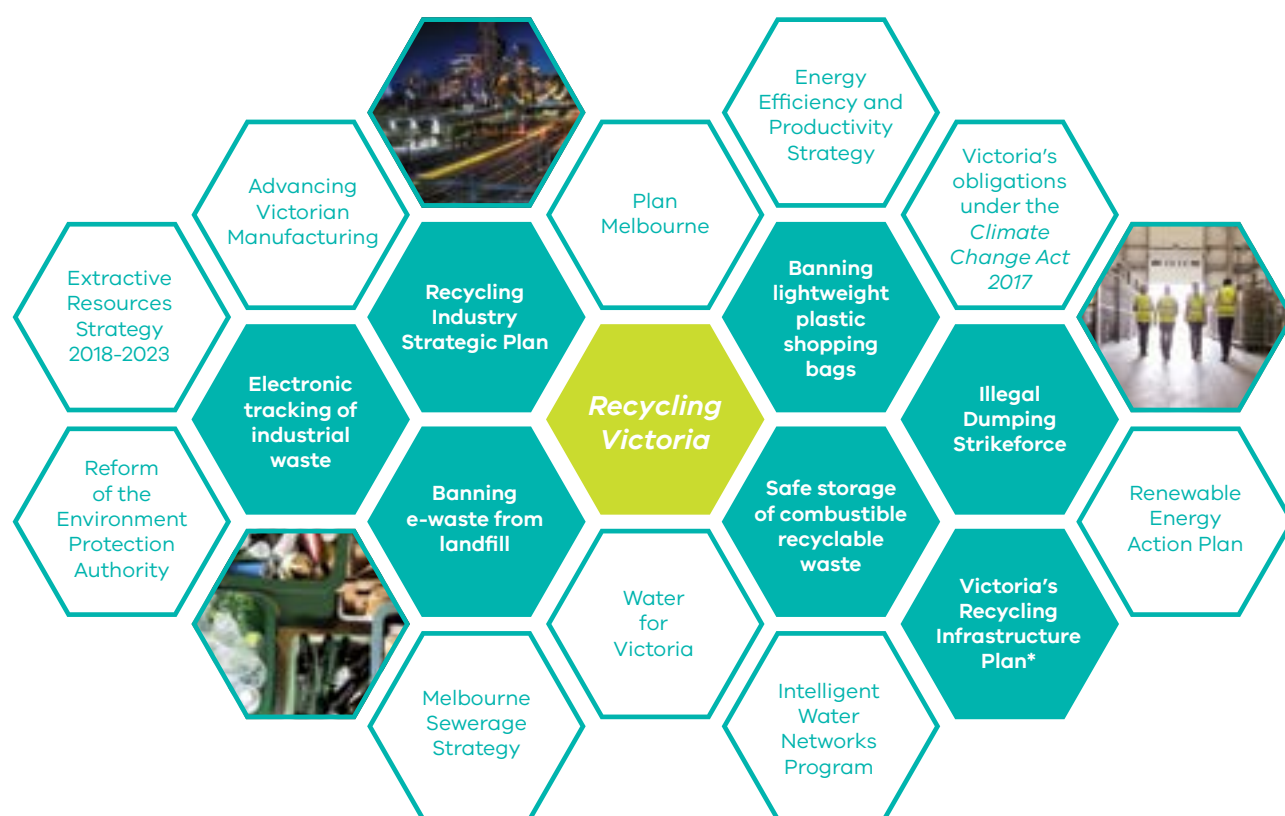 Energy
Efficiency and
Productivity
Strategy
Advancing
Victorian
Manufacturing
Plan
Melbourne
Victoria's
obligations
under the
Climate
Change Act
2017
Extractive
Resources
Strategy
2018-2023
Recycling
Industry
Strategic Plan
Banning
lightweight
plastic
shopping
bags
Electronic
tracking of
industrial
waste
Recycling
Victoria
Illegal
Dumping
Strikeforce
Reform
of the
Environment
Protection
Authority
Banning
e-waste from
landfill
Safe storage
of combustible
recyclable
waste
Renewable
Energy
Action Plan
Water
for
Victoria
Victoria's
Recycling
Infrastructure
Plan*
Melbourne
Sewerage
Strategy
Intelligent
Water
Networks
Program